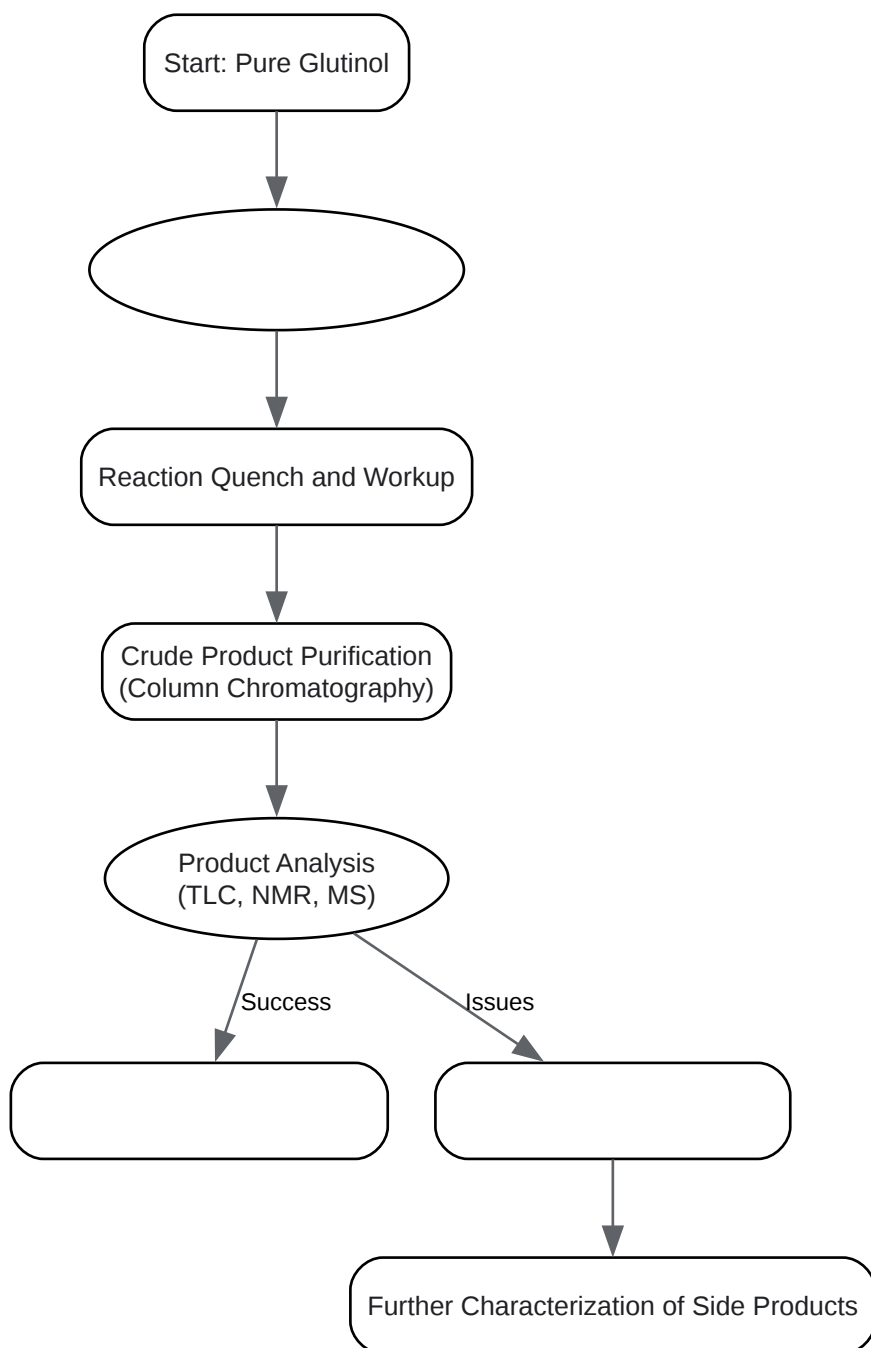 Start: Pure Glutinol
Reaction Quench and Workup
Crude Product Purification
(Column Chromatography)
Product Analysis
(TLC, NMR, MS)
Success
Issues
Further Characterization of Side Products